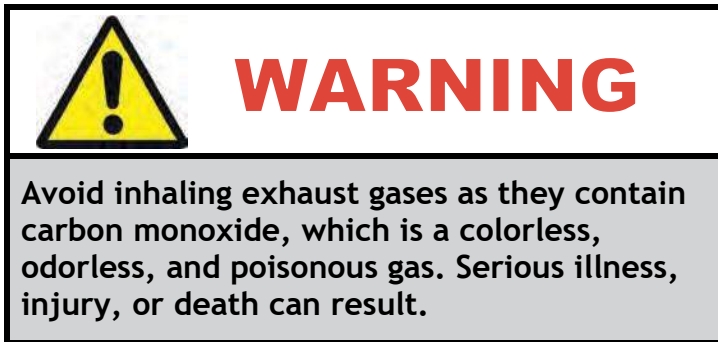 WARNING
Avoid inhaling exhaust gases as they contain
carbon monoxide, which is a colorless,
odorless, and poisonous gas. Serious illness,
injury, or death can result.